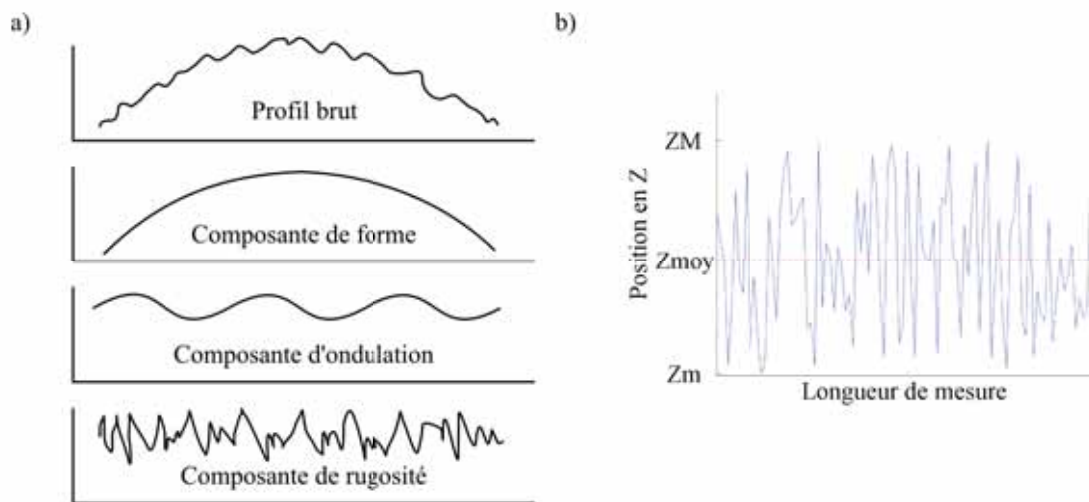 a)
Profil brut
Composante de forme
Composante d'ondulation
Composante de rugosité
b)
Position en Z
ZM
Zmoy
Zm
Longueur de mesure